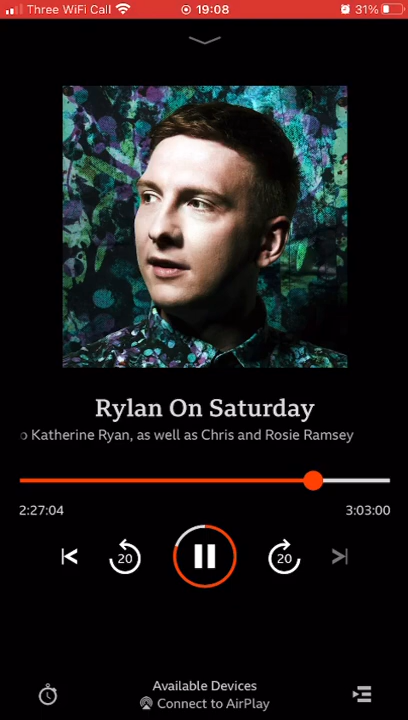 Three WiFi Call 19:08 31%
Rylan On Saturday
o Katherine Ryan, as well as Chris and Rosie Ramsey
2:27:04 3:03:00
20 20
Available Devices
Connect to AirPlay